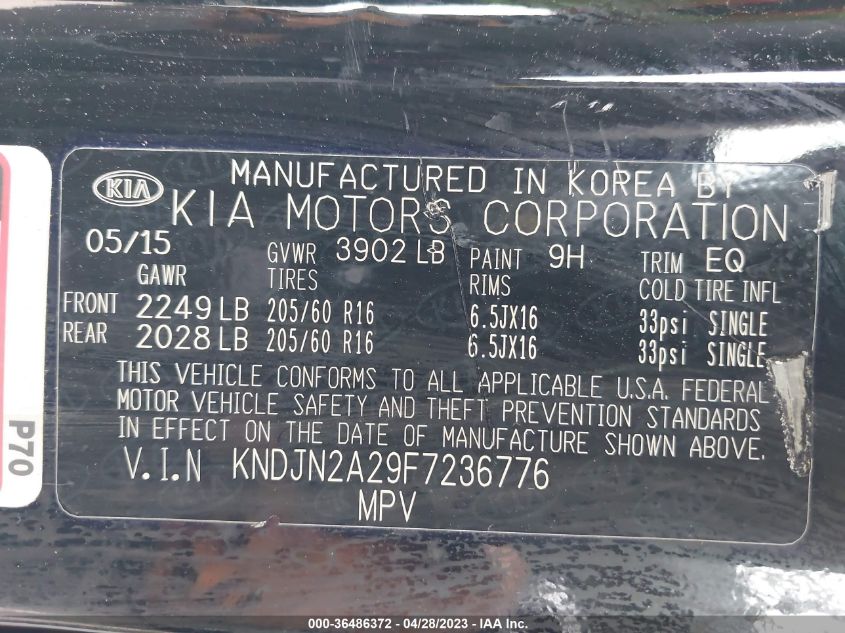 MANUFACTURED IN KOREA BY
KIA KIA MOTORS CORPORATION
05/15 GVWR 3902 LB PAINT 9H TRIM EQ
GAWR TIRES RIMS COLD TIRE INFL
FRONT 2249 LB 205/60 R16 6.5JX16 33psi SINGLE
REAR 2028 LB 205/60 R16 6.5JX16 33psi SINGLE
THIS VEHICLE CONFORMS TO ALL APPLICABLE U.S.A. FEDERAL
MOTOR VEHICLE SAFETY AND THEFT PREVENTION STANDARDS
IN EFFECT ON THE DATE OF MANUFACTURE SHOWN ABOVE.
V.I.N KNDJN2A29F7236776
MPV
P70
000-36486372 - 04/28/2023 - IAA Inc.